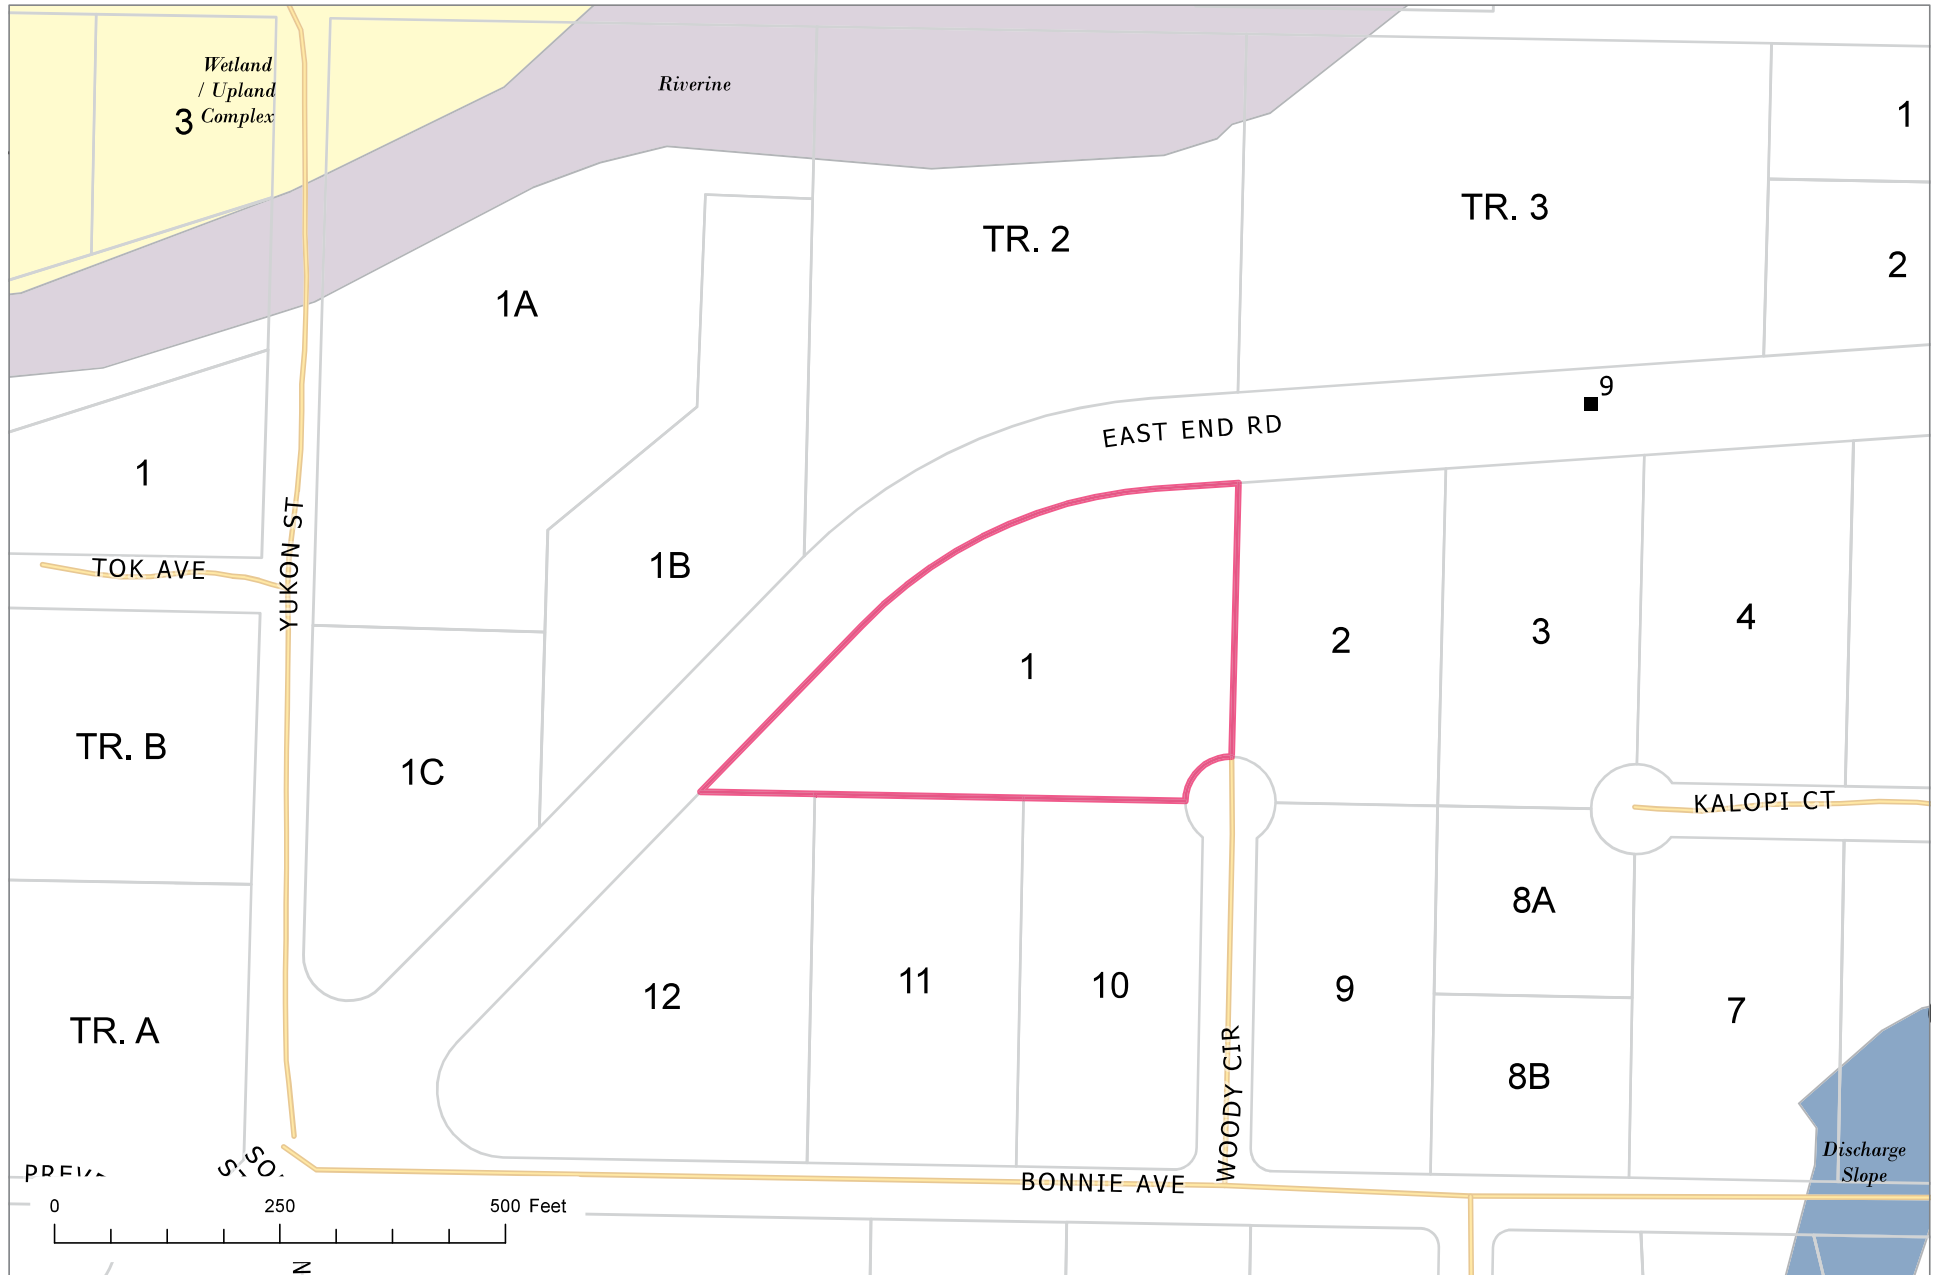 Wetland
/ Upland
Complex
3
Riverine
1
TR. 3
TR. 2
2
1A
9
EAST END RD
1
YUKON ST
TOK AVE
1B
4
3
2
1
TR. B
1C
KALOPI CT
8A
11
10
9
12
7
TR. A
WOODY CIR
8B
Discharge
Slope
BONNIE AVE
0 250 500 Feet
N